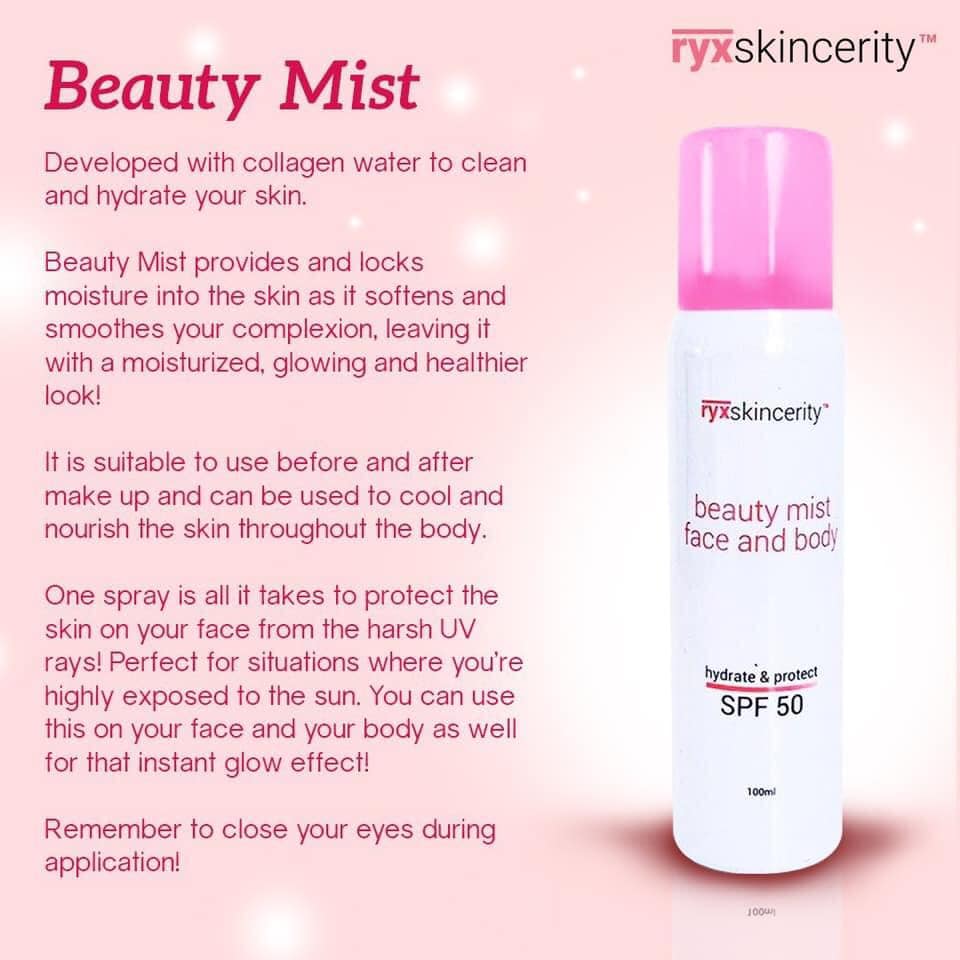 ryxskincerity™
Beauty Mist
Developed with collagen water to clean
and hydrate your skin.
Beauty Mist provides and locks
moisture into the skin as it softens and
smoothes your complexion, leaving it
with a moisturized, glowing and healthier
look!
It is suitable to use before and after
make up and can be used to cool and
nourish the skin throughout the body.
One spray is all it takes to protect the
skin on your face from the harsh UV
rays! Perfect for situations where you're
highly exposed to the sun. You can use
this on your face and your body as well
for that instant glow effect!
Remember to close your eyes during
application!
ryxskincerity™
beauty mist
face and body
hydrate & protect
SPF 50
100ml